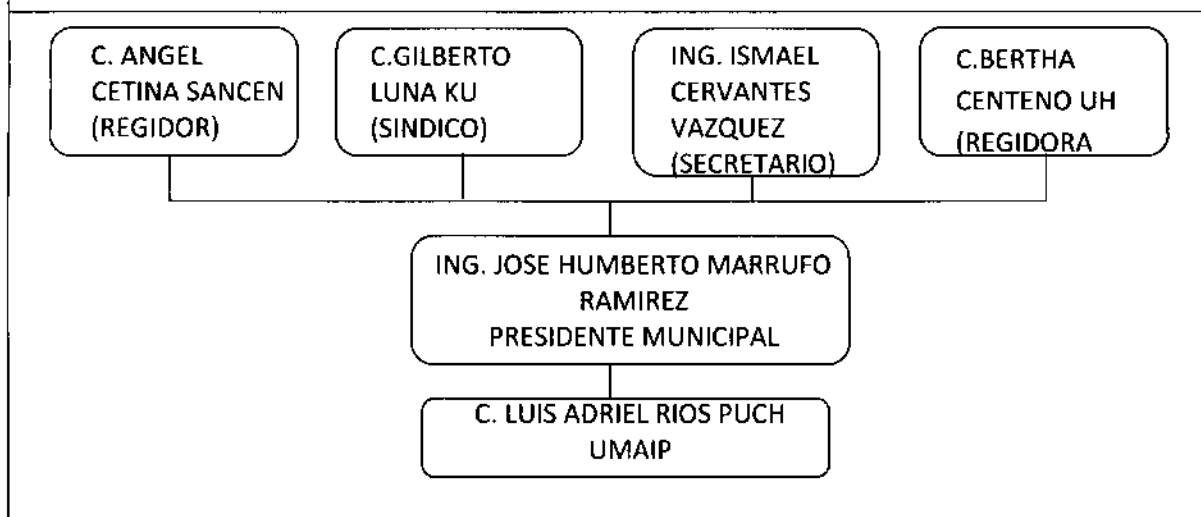 C. ANGEL
CETINA SANCEN
(REGIDOR)
C.GILBERTO
LUNA KU
(SINDICO)
ING. ISMAEL
CERVANTES
VAZQUEZ
(SECRETARIO)
C.BERTHA
CENTENO UH
(REGIDORA
ING. JOSE HUMBERTO MARRUFO
RAMIREZ
PRESIDENTE MUNICIPAL
C. LUIS ADRIEL RIOS PUCH
UMAIP